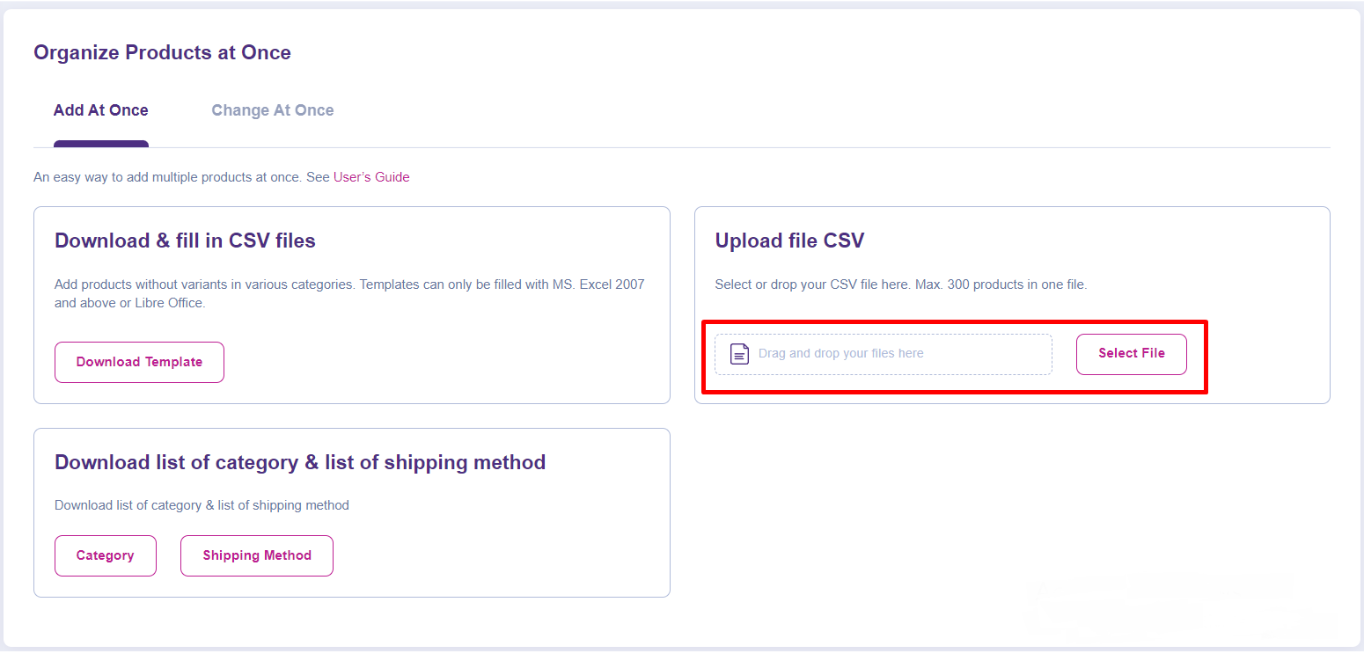 Organize Products at Once
Add At Once
Change At Once
An easy way to add multiple products at once. See User's Guide
Download & fill in CSV files
Add products without variants in various categories. Templates can only be filled with MS. Excel 2007
and above or Libre Office.
Download Template
Upload file CSV
Select or drop your CSV file here. Max. 300 products in one file.
Drag and drop your files here
Select File
Download list of category & list of shipping method
Download list of category & list of shipping method
Category
Shipping Method